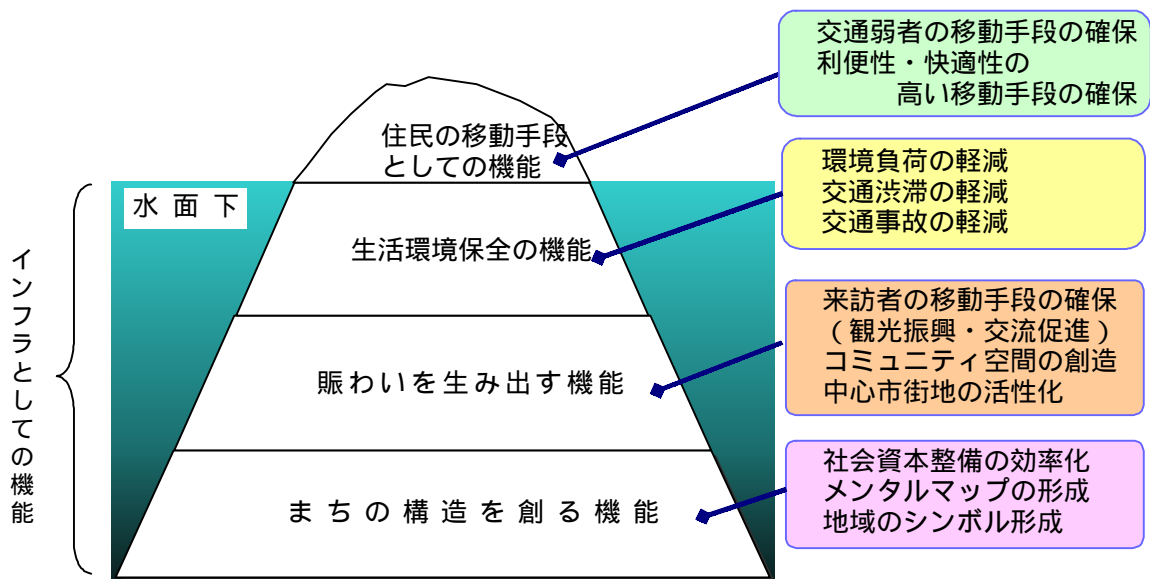 交通弱者の移動手段の確保
利便性・快適性の
高い移動手段の確保
住民の移動手段
としての機能
環境負荷の軽減
交通渋滞の軽減
交通事故の軽減
水面下
生活環境保全の機能
インフラとしての機能
来訪者の移動手段の確保
（観光振興・交流促進）
コミュニティ空間の創造
中心市街地の活性化
賑わいを生み出す機能
社会資本整備の効率化
メンタルマップの形成
地域のシンボル形成
まちの構造を創る機能